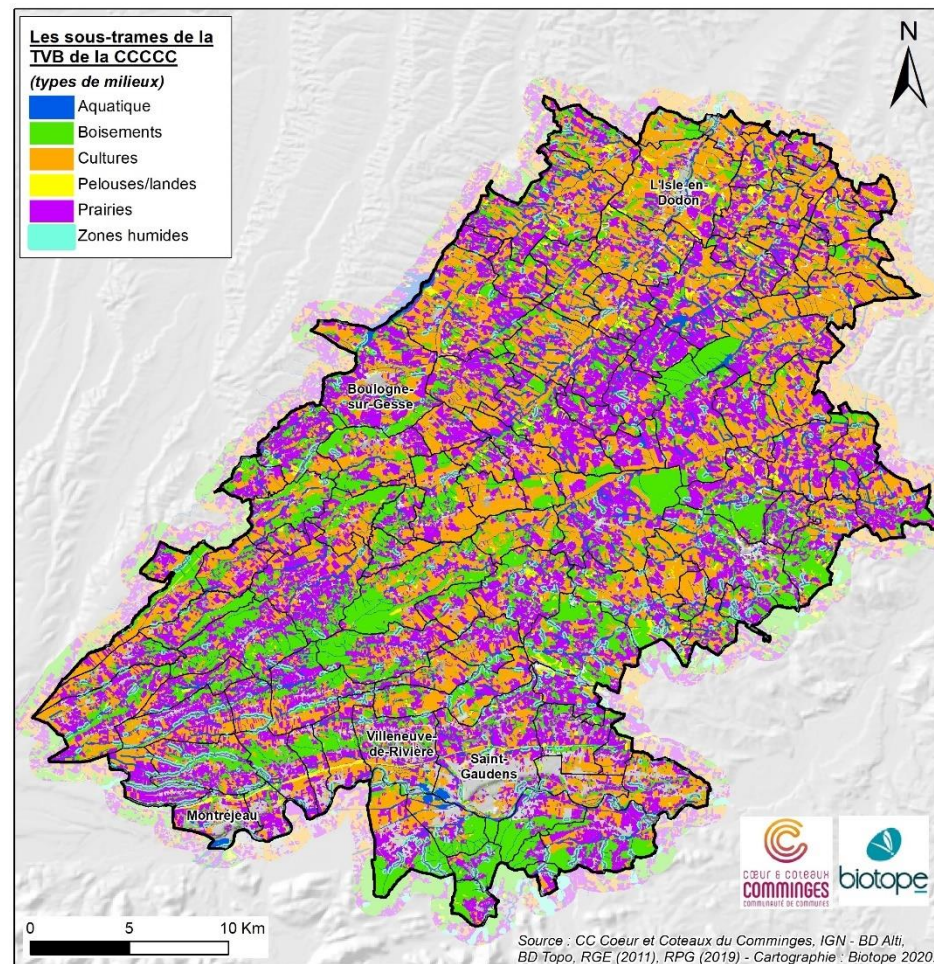 Les sous-trames de la
TVB de la CCCCC
(types de milieu)
Aquatique
Boisements
Cultures
Pelouses/landes
Prairies
Zones humides
N
L'Isle-en-
Dodon
Boulogne-
sur-Gesse
Villeneuve-
de-Rivière
Saint-
Gaudens
Montréjeau
CŒUR & COTEAUX
COMMINGES
COMMUNAUTÉ DE COMMUNES
biotope
0 5 10 Km
Source : CC Coeur et Coteaux du Comminges, IGN - BD Alti,
BD Topo, RGE (2011), RPG (2019) - Cartographie : Biotope 2020